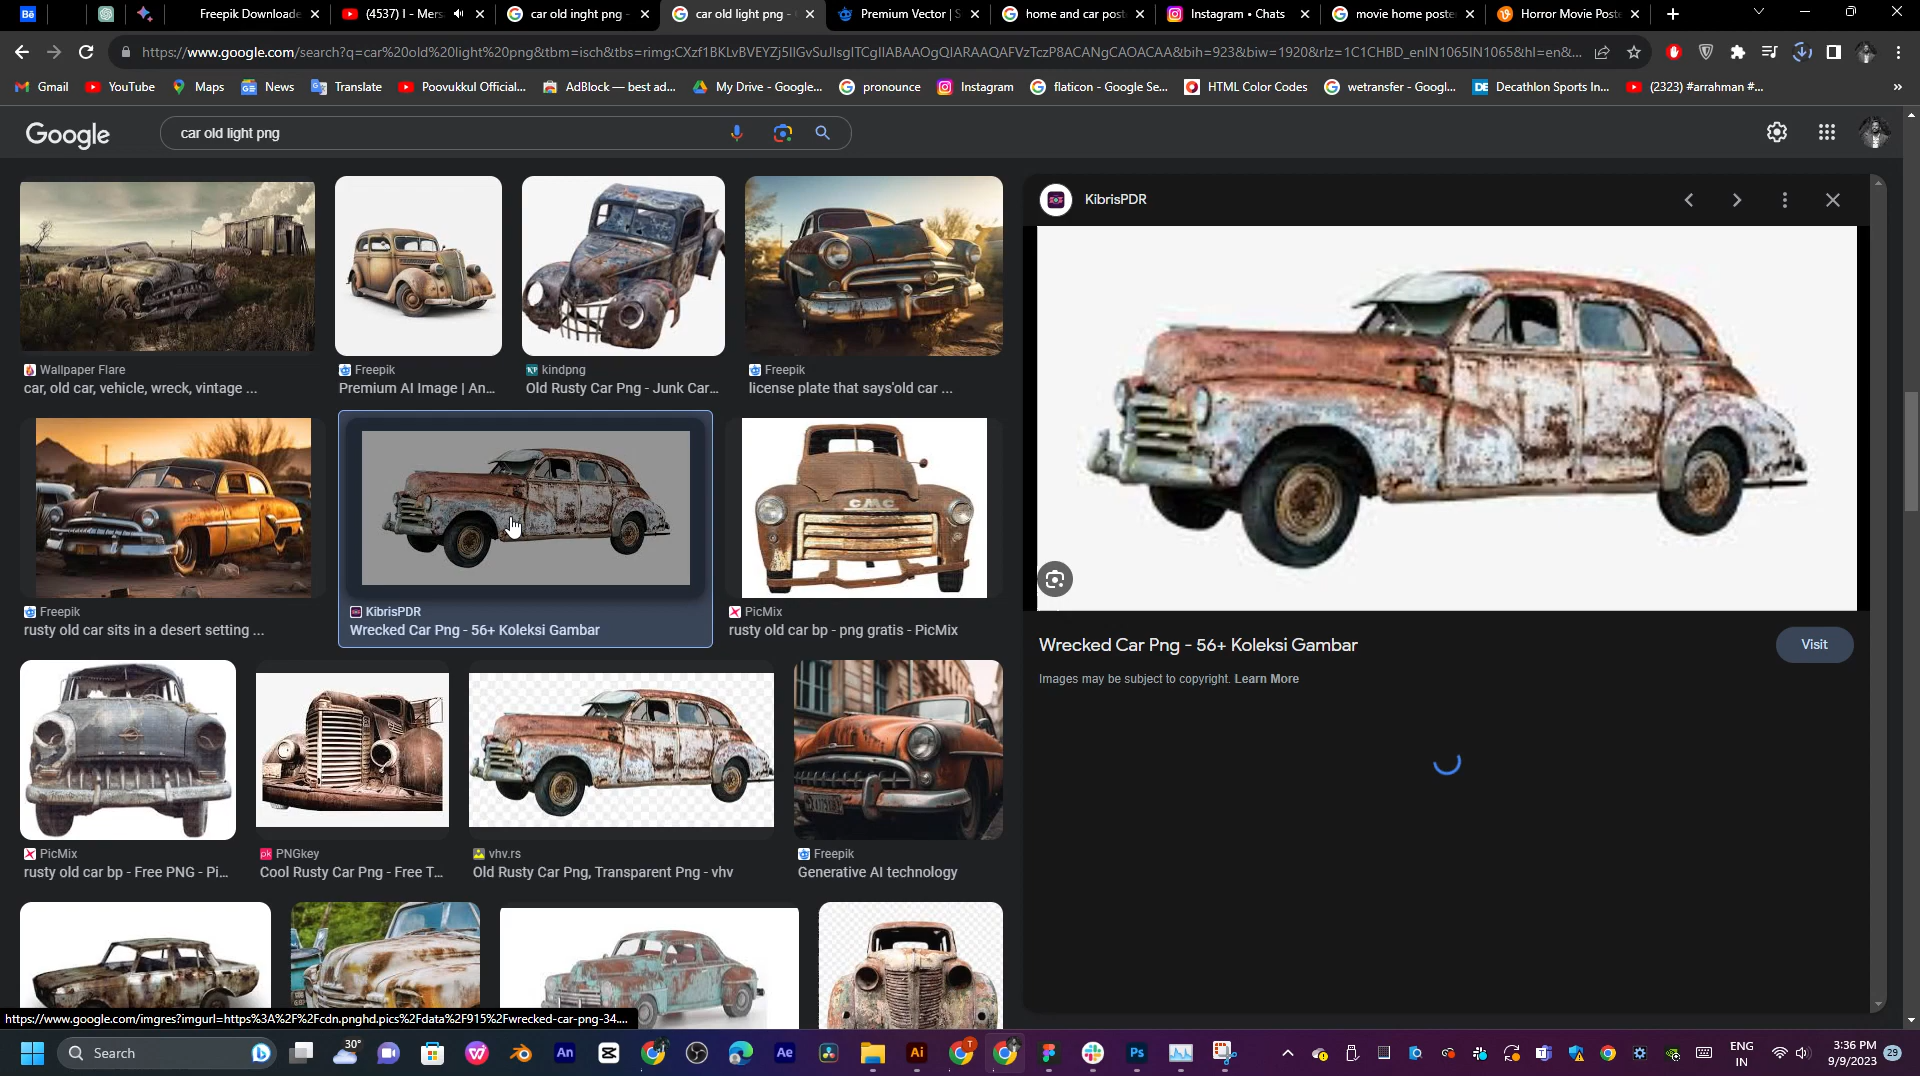 Bē
Freepik Downloade
(4537) I - Mers
car old inght png -
car old light png -
Premium Vector | S
home and car post
Instagram • Chats
movie home poste
Horror Movie Poste
https://www.google.com/search?q=car%20old%20light%20png&tbm=isch&tbs=rimg:CXzf1BKLvBVEYZj5IIGvSuJIsgITCgIIABAAOgQIARAAQAFVzTczP8ACANgCAOACAA&bih=923&biw=1920&rlz=1C1CHBD_enIN1065IN1065&hl=en&...
Gmail
YouTube
Maps
News
Translate
Poovukkul Official...
AdBlock — best ad...
My Drive - Google...
pronounce
Instagram
flaticon - Google Se...
HTML Color Codes
wetransfer - Googl...
DE Decathlon Sports In...
(2323) #arrahman #...
Google
car old light png
KibrisPDR
Wallpaper Flare
car, old car, vehicle, wreck, vintage ...
Freepik
Premium AI Image | An...
kindpng
Old Rusty Car Png - Junk Car...
Freepik
license plate that says'old car ...
GMC
Freepik
rusty old car sits in a desert setting ...
KibrisPDR
Wrecked Car Png - 56+ Koleksi Gambar
PicMix
rusty old car bp - png gratis - PicMix
Wrecked Car Png - 56+ Koleksi Gambar
Visit
Images may be subject to copyright. Learn More
PicMix
rusty old car bp - Free PNG - Pi...
pk PNGkey
Cool Rusty Car Png - Free T...
vhv.rs
Old Rusty Car Png, Transparent Png - vhv
Freepik
Generative AI technology
https://www.google.com/imgres?imgurl=https%3A%2F%2Fcdn.pnghd.pics%2Fdata%2F915%2Fwrecked-car-png-34....
Search
30°
An
Ae
Ai
T
Ps
ENG
IN
3:36 PM
9/9/2023
29